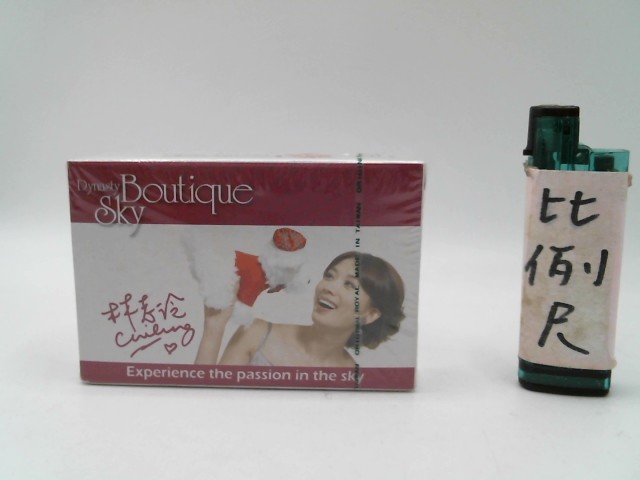 Dynasty
Boutique
Sky
林志玲
Chiling
Experience the passion in the sky
MADE IN TAIWAN
比
例
尺